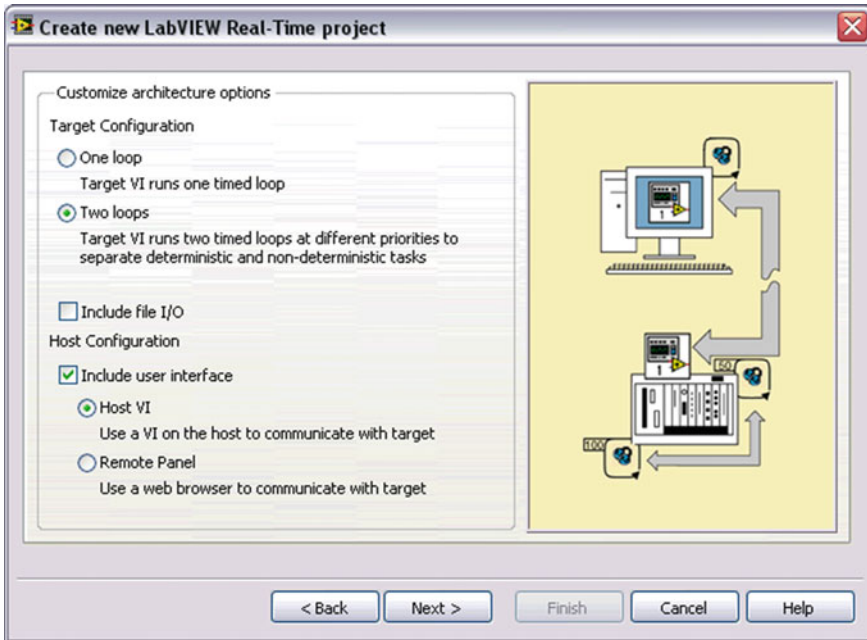 Create new LabVIEW Real-Time project
Customize architecture options
Target Configuration
One loop
Target VI runs one timed loop
Two loops
Target VI runs two timed loops at different priorities to
separate deterministic and non-deterministic tasks
Include file I/O
Host Configuration
Include user interface
Host VI
Use a VI on the host to communicate with target
Remote Panel
Use a web browser to communicate with target
1
1
50
100
< Back
Next >
Finish
Cancel
Help